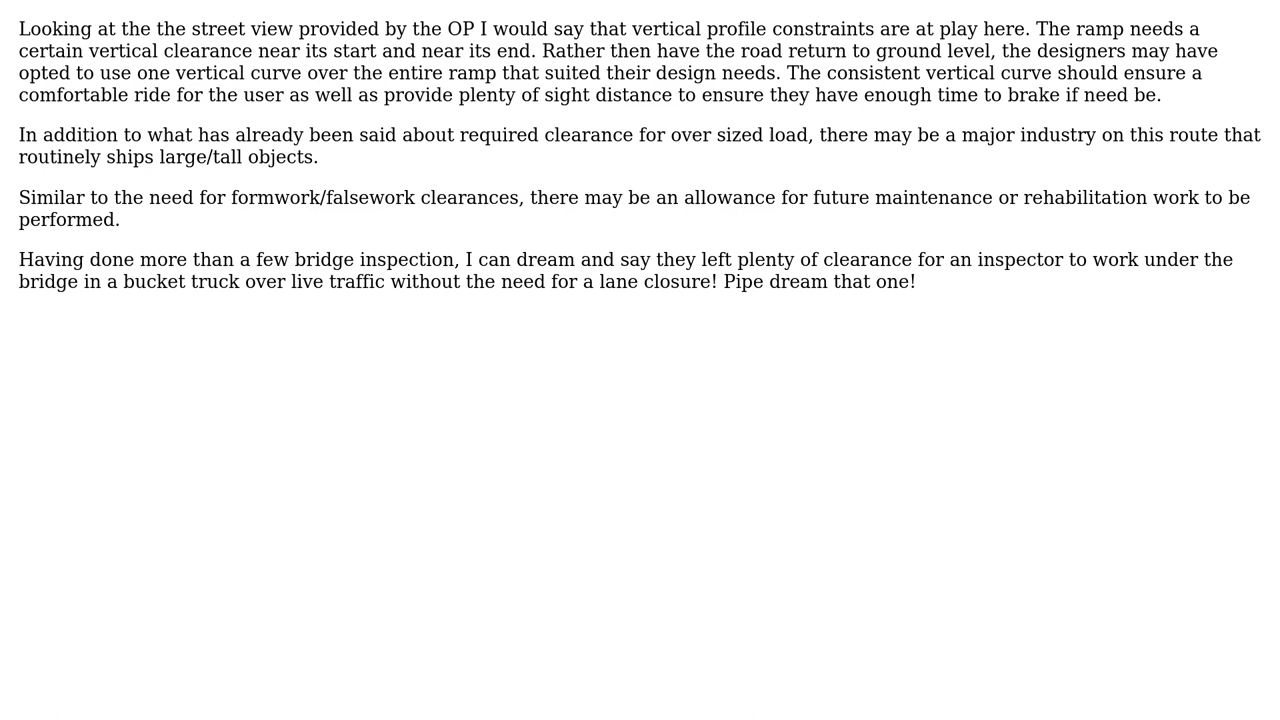 Looking at the the street view provided by the OP I would say that vertical profile constraints are at play here. The ramp needs a
certain vertical clearance near its start and near its end. Rather then have the road return to ground level, the designers may have
opted to use one vertical curve over the entire ramp that suited their design needs. The consistent vertical curve should ensure a
comfortable ride for the user as well as provide plenty of sight distance to ensure they have enough time to brake if need be.
In addition to what has already been said about required clearance for over sized load, there may be a major industry on this route that
routinely ships large/tall objects.
Similar to the need for formwork/falsework clearances, there may be an allowance for future maintenance or rehabilitation work to be
performed.
Having done more than a few bridge inspection, I can dream and say they left plenty of clearance for an inspector to work under the
bridge in a bucket truck over live traffic without the need for a lane closure! Pipe dream that one!